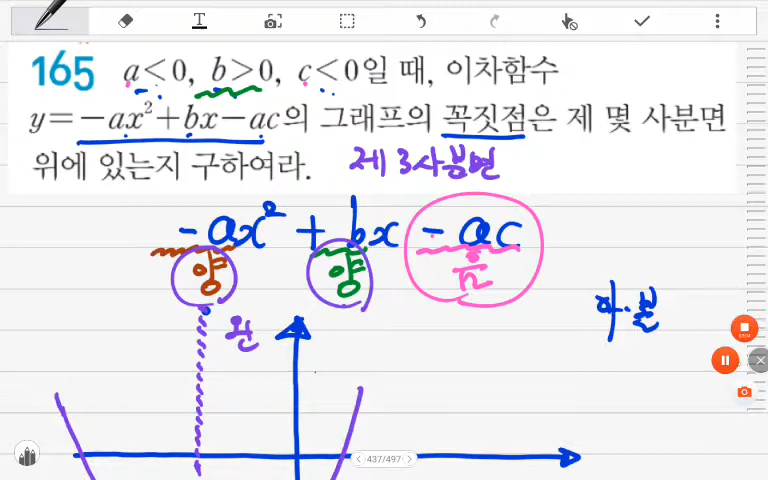 T
165 a<0, b>0, c<0일 때, 이차함수
y=-ax²+bx-ac의 그래프의 꼭짓점은 제 몇 사분면
위에 있는지 구하여라. 제 3사분면
-ax² + bx - ac
양 양 음
아·볼
왼
437/497